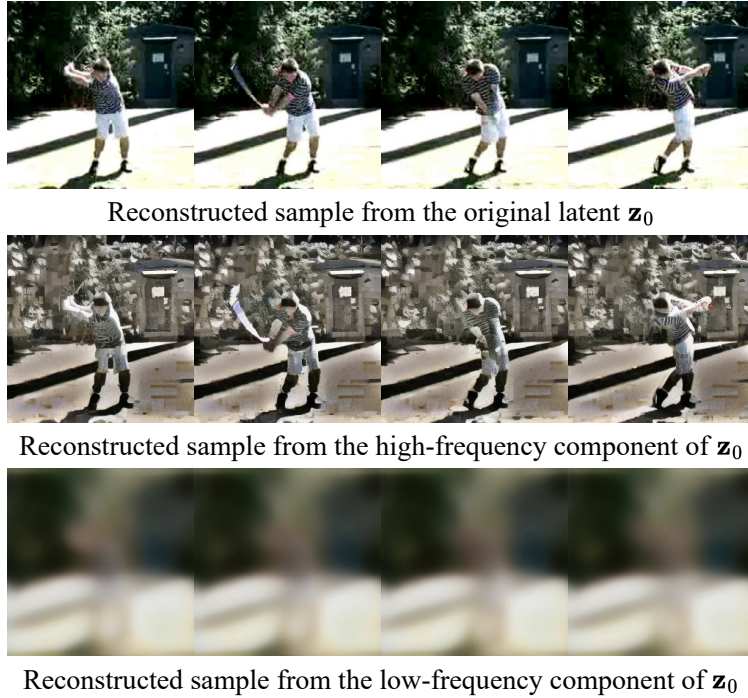 Reconstructed sample from the original latent z₀
Reconstructed sample from the high-frequency component of z₀
Reconstructed sample from the low-frequency component of z₀